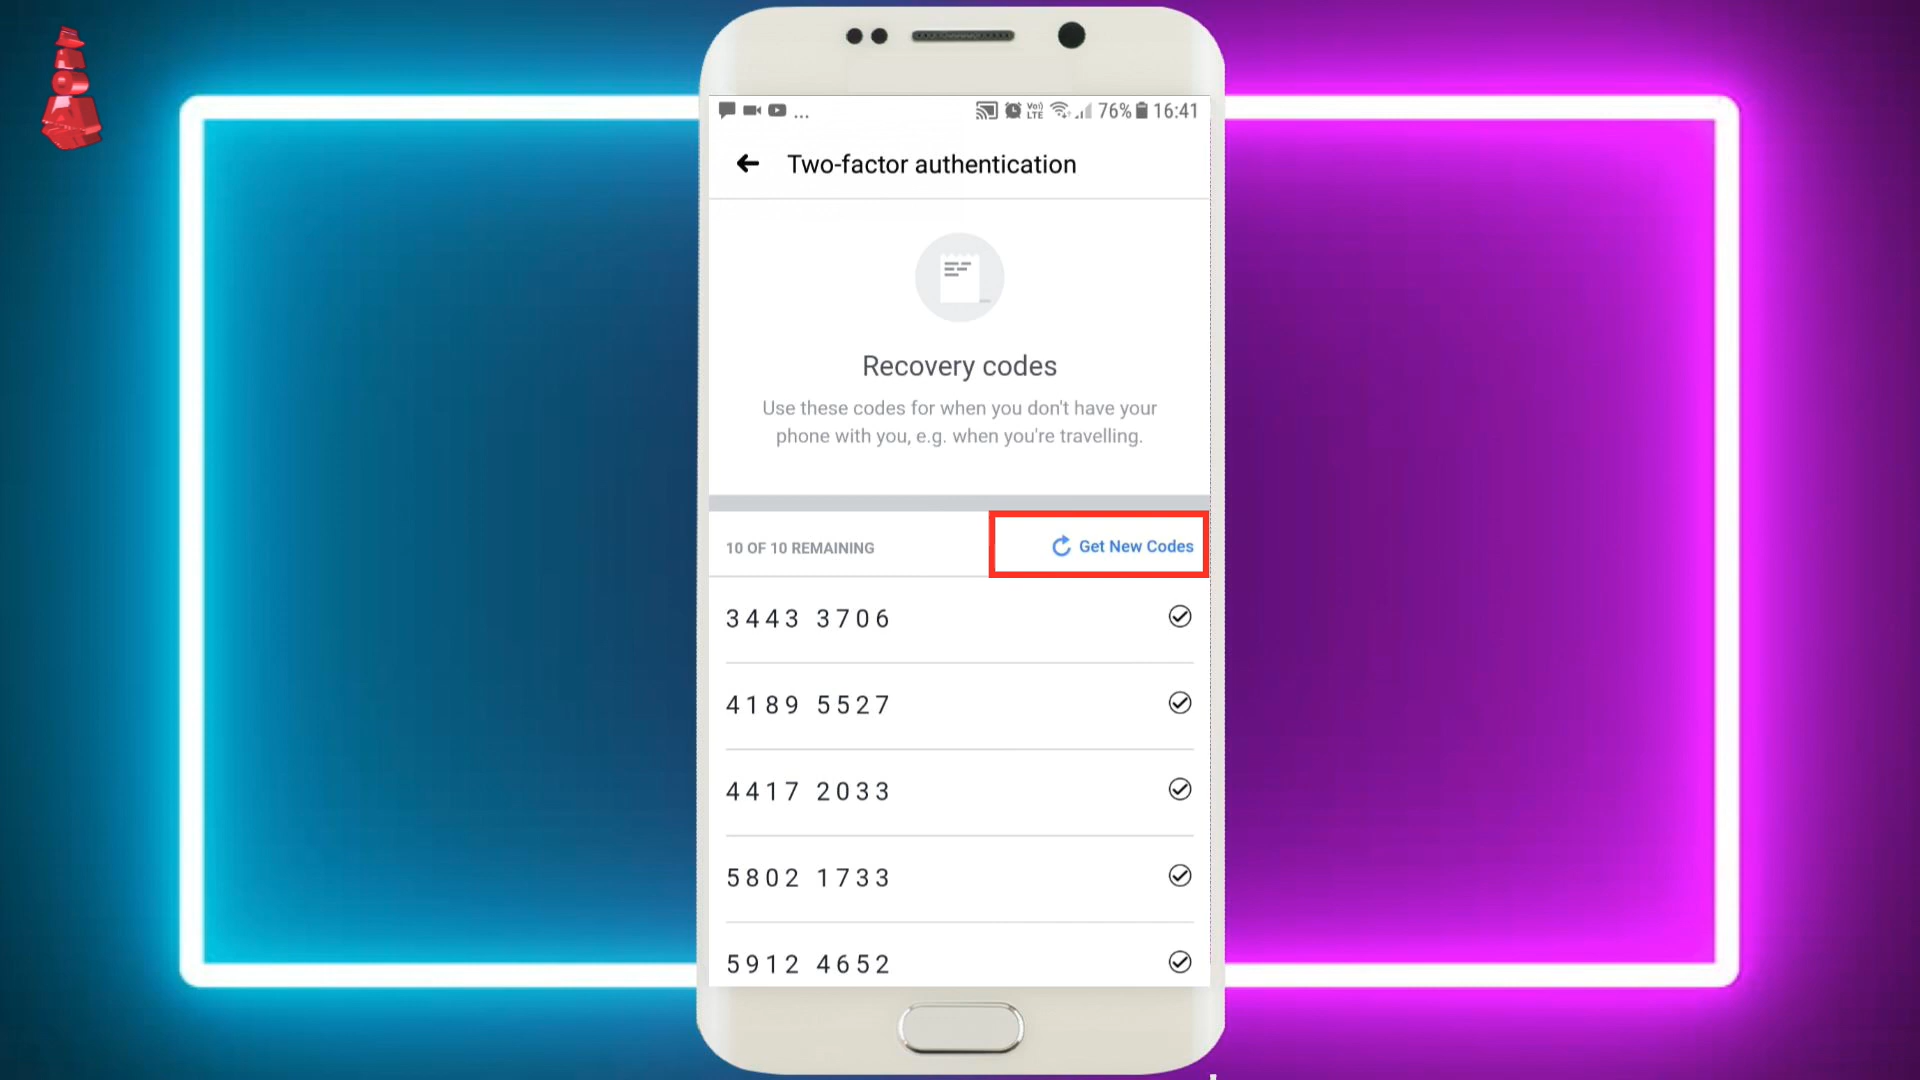 ... Vo)) LTE 76% 16:41
Two-factor authentication
Recovery codes
Use these codes for when you don't have your
phone with you, e.g. when you're travelling.
10 OF 10 REMAINING Get New Codes
3443 3706
4189 5527
4417 2033
5802 1733
5912 4652